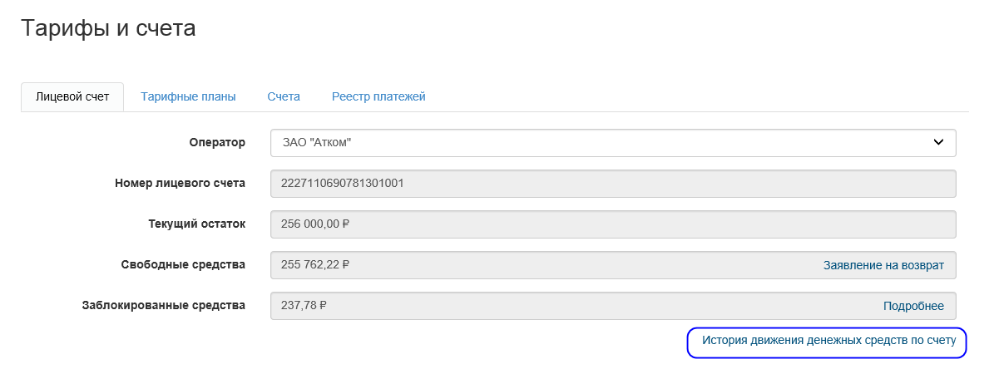 Тарифы и счета
Лицевой счет Тарифные планы Счета Реестр платежей
Оператор ЗАО "Атком"
Номер лицевого счета 2227110690781301001
Текущий остаток 256 000,00 ₽
Свободные средства 255 762,22 ₽ Заявление на возврат
Заблокированные средства 237,78 ₽ Подробнее
История движения денежных средств по счету